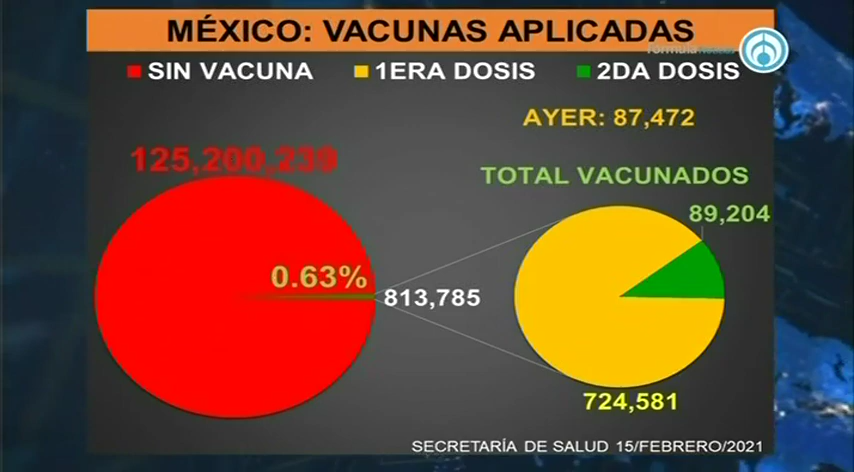 MÉXICO: VACUNAS APLICADAS
fórmula
SIN VACUNA 1ERA DOSIS 2DA DOSIS
AYER: 87,472
125,200,239
TOTAL VACUNADOS
89,204
0.63%
813,785
724,581
SECRETARÍA DE SALUD 15/FEBRERO/2021